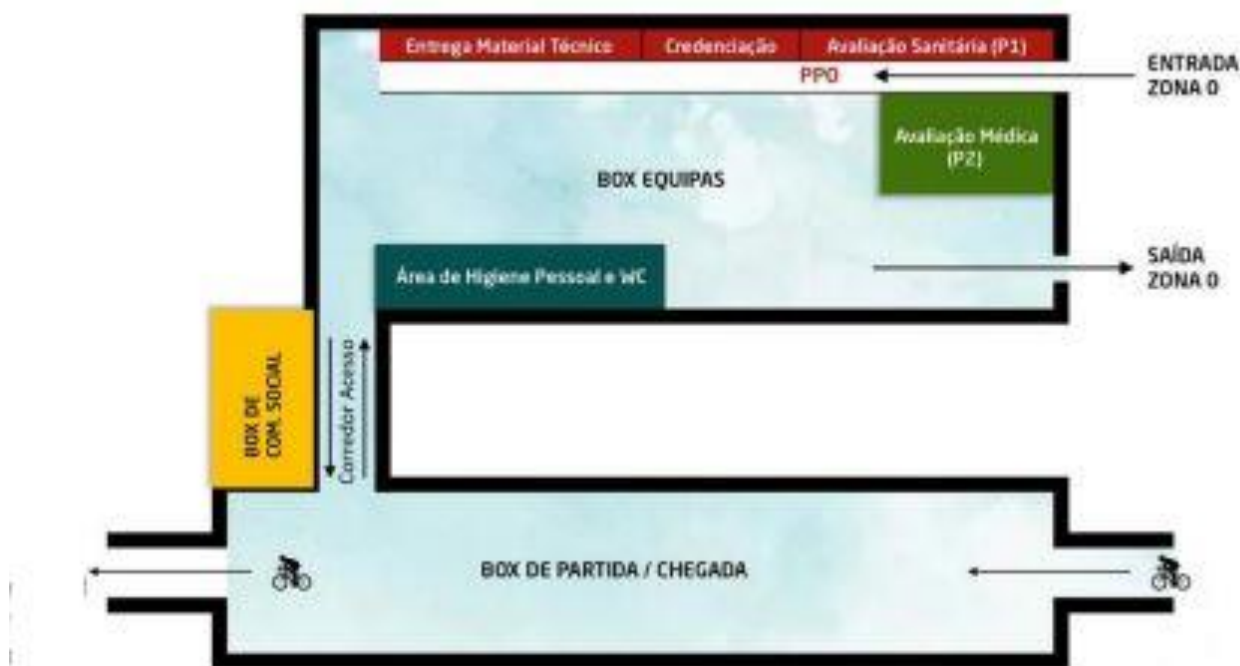 Entrega Material Técnico
Credenciação
Avaliação Sanitária (P1)
PPO
ENTRADA
ZONA 0
Avaliação Médica
(P2)
BOX EQUIPAS
SAÍDA
ZONA 0
Área de Higiene Pessoal e WC
BOX DE
COM. SOCIAL
Corredor Acesso
BOX DE PARTIDA / CHEGADA